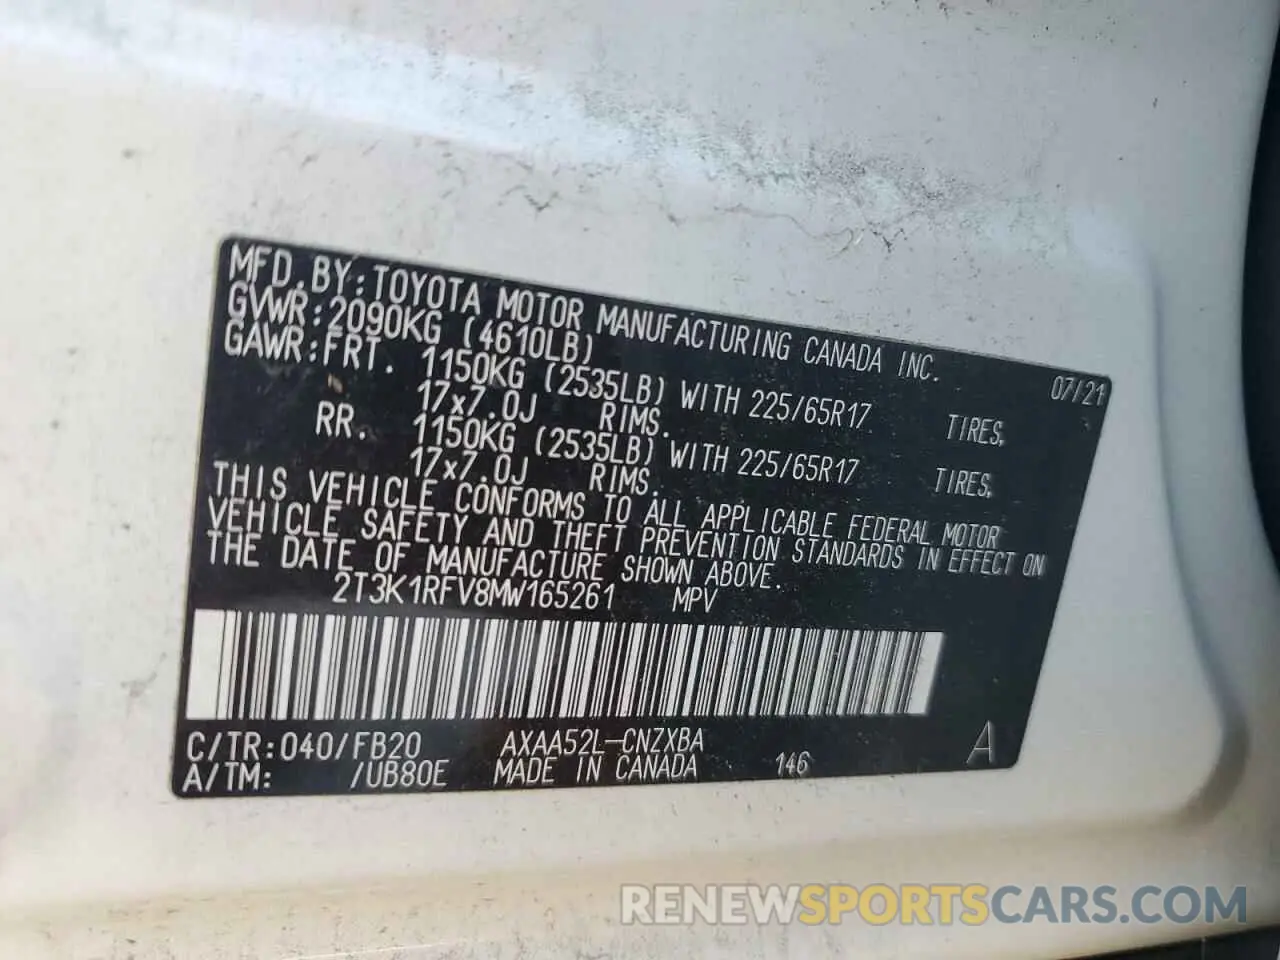 MFD. BY: TOYOTA MOTOR MANUFACTURING CANADA INC. 07/21
GVWR: 2090KG (4610LB)
GAWR: FRT. 1150KG (2535LB) WITH 225/65R17 TIRES,
17x7.0J RIMS.
RR. 1150KG (2535LB) WITH 225/65R17 TIRES,
17x7.0J RIMS.
THIS VEHICLE CONFORMS TO ALL APPLICABLE FEDERAL MOTOR
VEHICLE SAFETY AND THEFT PREVENTION STANDARDS IN EFFECT ON
THE DATE OF MANUFACTURE SHOWN ABOVE.
2T3K1RFV8MW165261 MPV
C/TR: 040/FB20 AXAA52L-CNZXBA A
A/TM: /UB80E MADE IN CANADA 146
RENEWSPORTSCARS.COM